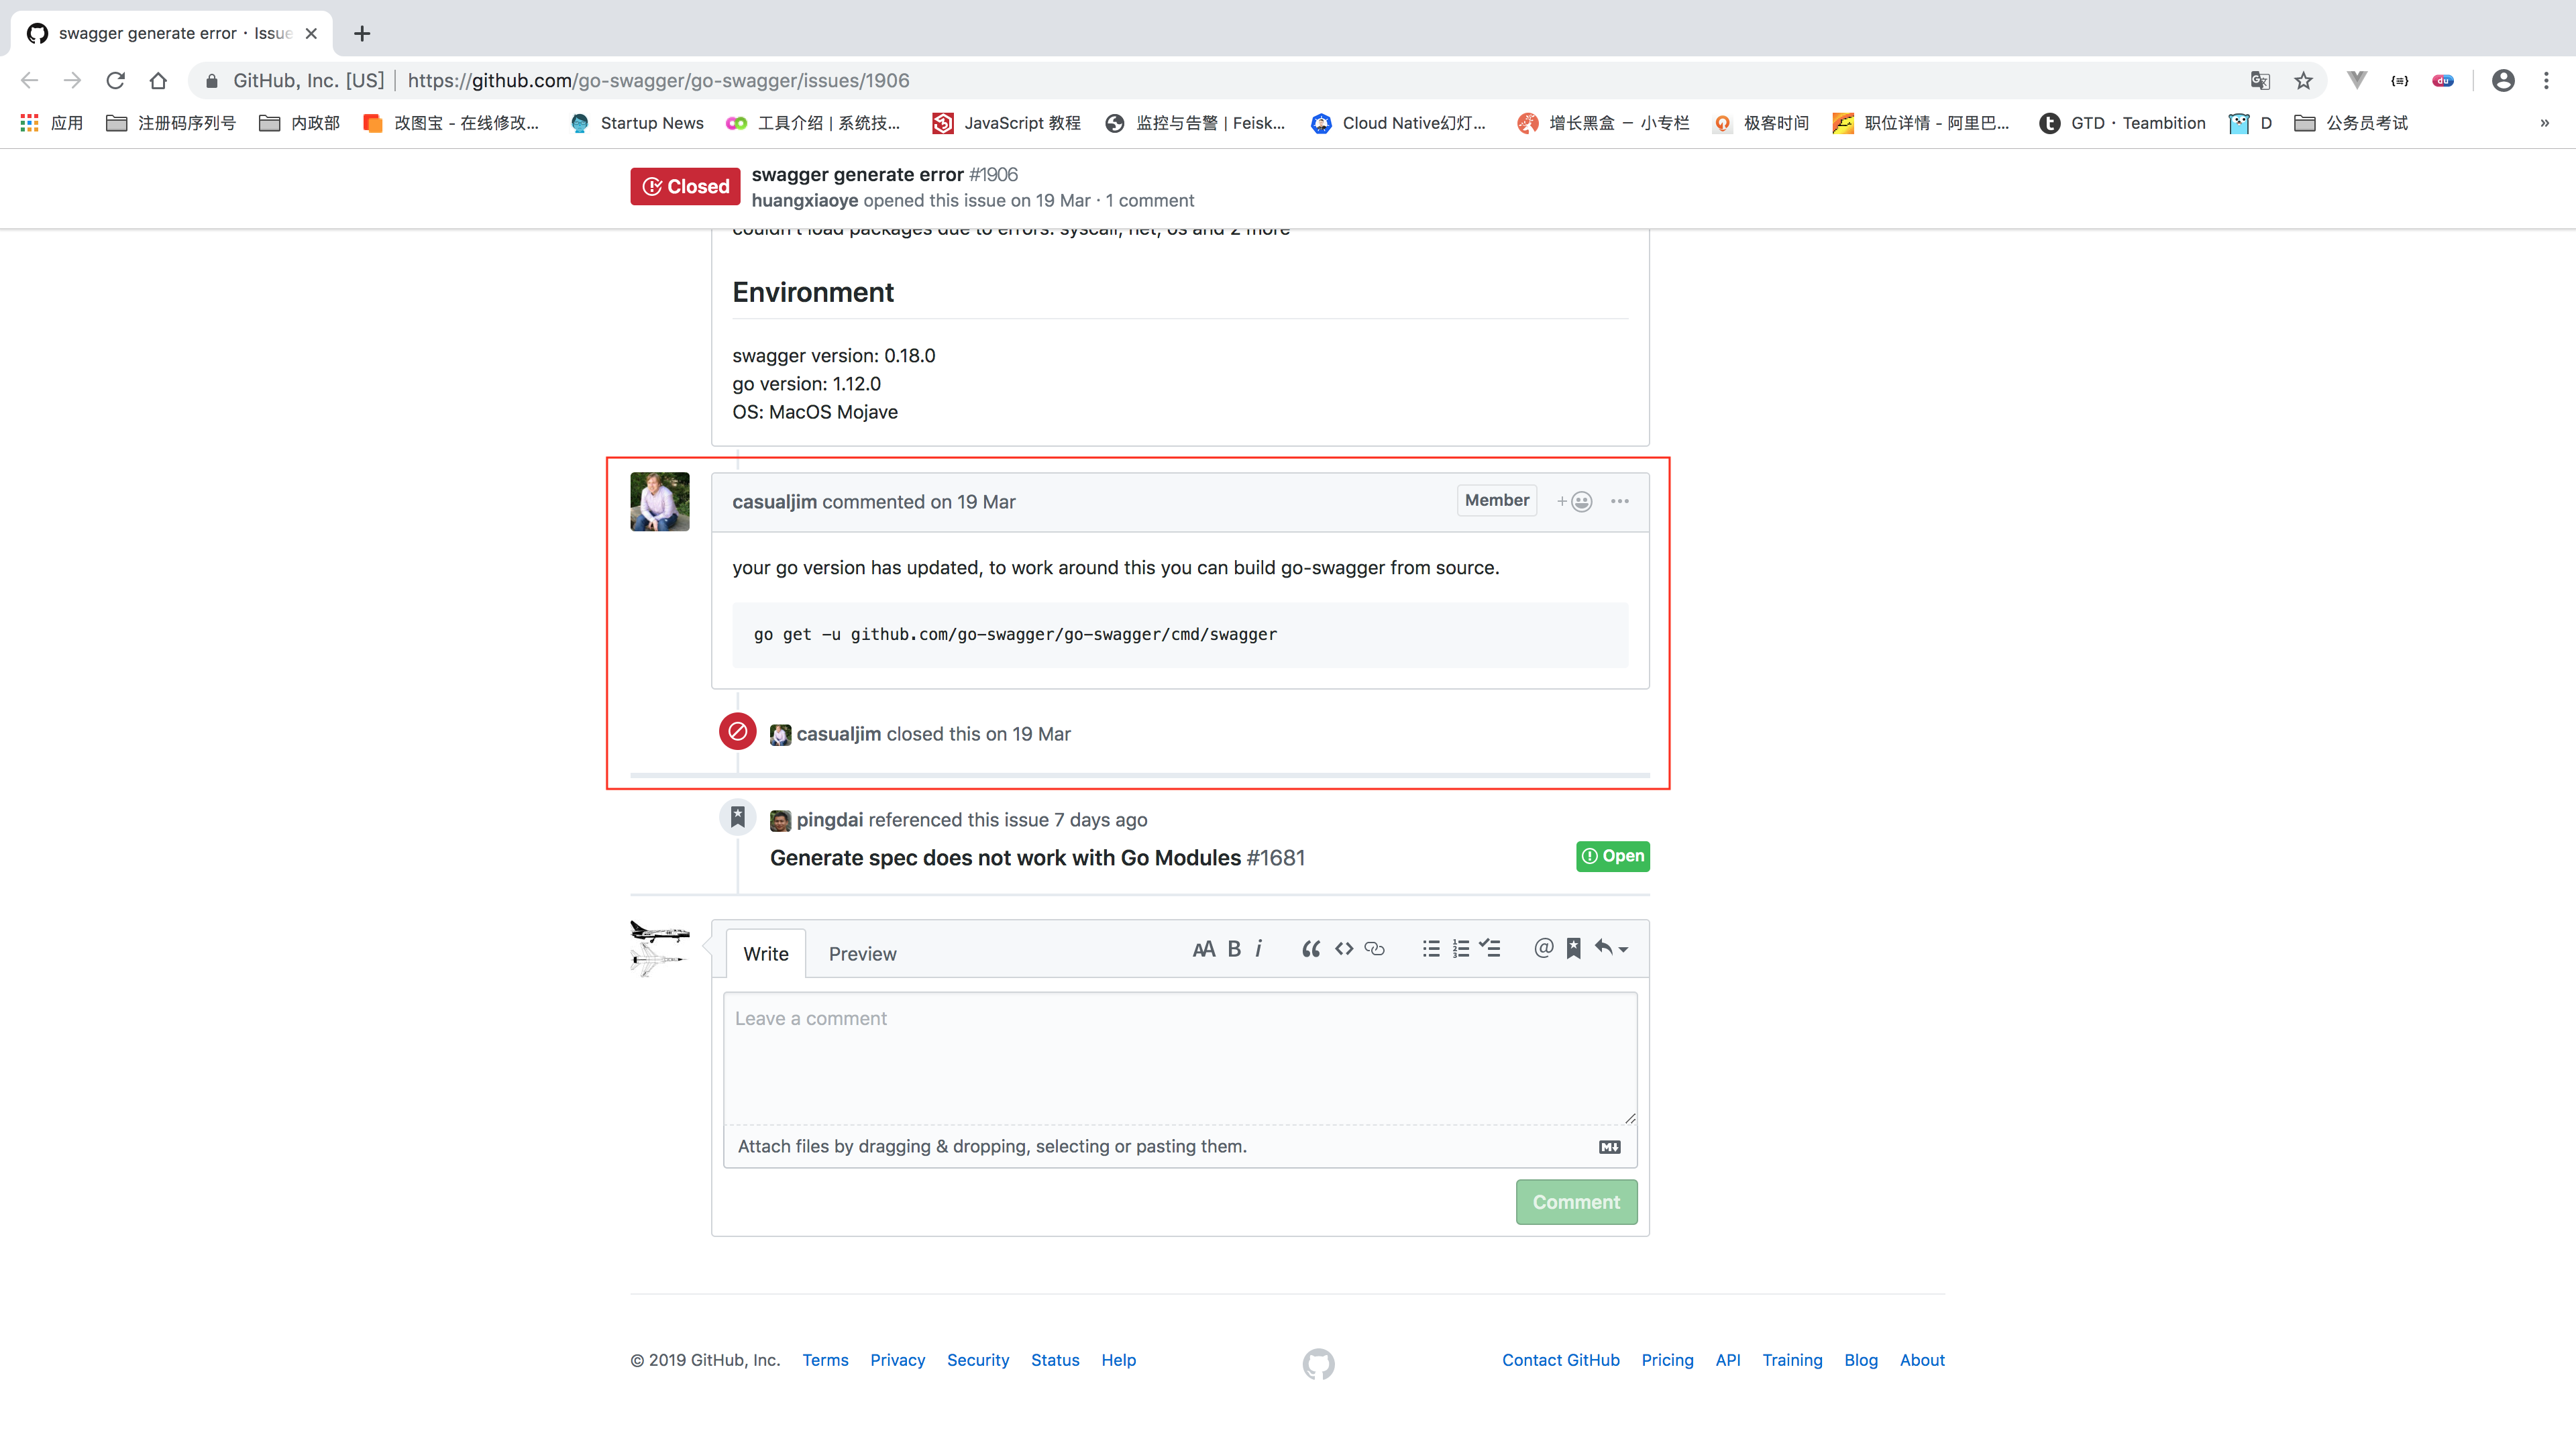 swagger generate error · Issue
GitHub, Inc. [US] https://github.com/go-swagger/go-swagger/issues/1906
du
应用 注册码序列号 内政部 改图宝 - 在线修改... Startup News 工具介绍 | 系统技... JavaScript 教程 监控与告警 | Feisk... Cloud Native幻灯... 增长黑盒 — 小专栏 极客时间 职位详情 - 阿里巴... GTD · Teambition D 公务员考试 »
Closed
swagger generate error #1906
huangxiaoye opened this issue on 19 Mar · 1 comment
couldn't load packages due to errors: syscall, net, os and 2 more
Environment
swagger version: 0.18.0
go version: 1.12.0
OS: MacOS Mojave
casualjim commented on 19 Mar
Member
your go version has updated, to work around this you can build go-swagger from source.
go get -u github.com/go-swagger/go-swagger/cmd/swagger
casualjim closed this on 19 Mar
pingdai referenced this issue 7 days ago
Generate spec does not work with Go Modules #1681
Open
Write Preview
AA B i “ <> @
Leave a comment
Attach files by dragging & dropping, selecting or pasting them.
M↓
Comment
© 2019 GitHub, Inc. Terms Privacy Security Status Help
Contact GitHub Pricing API Training Blog About